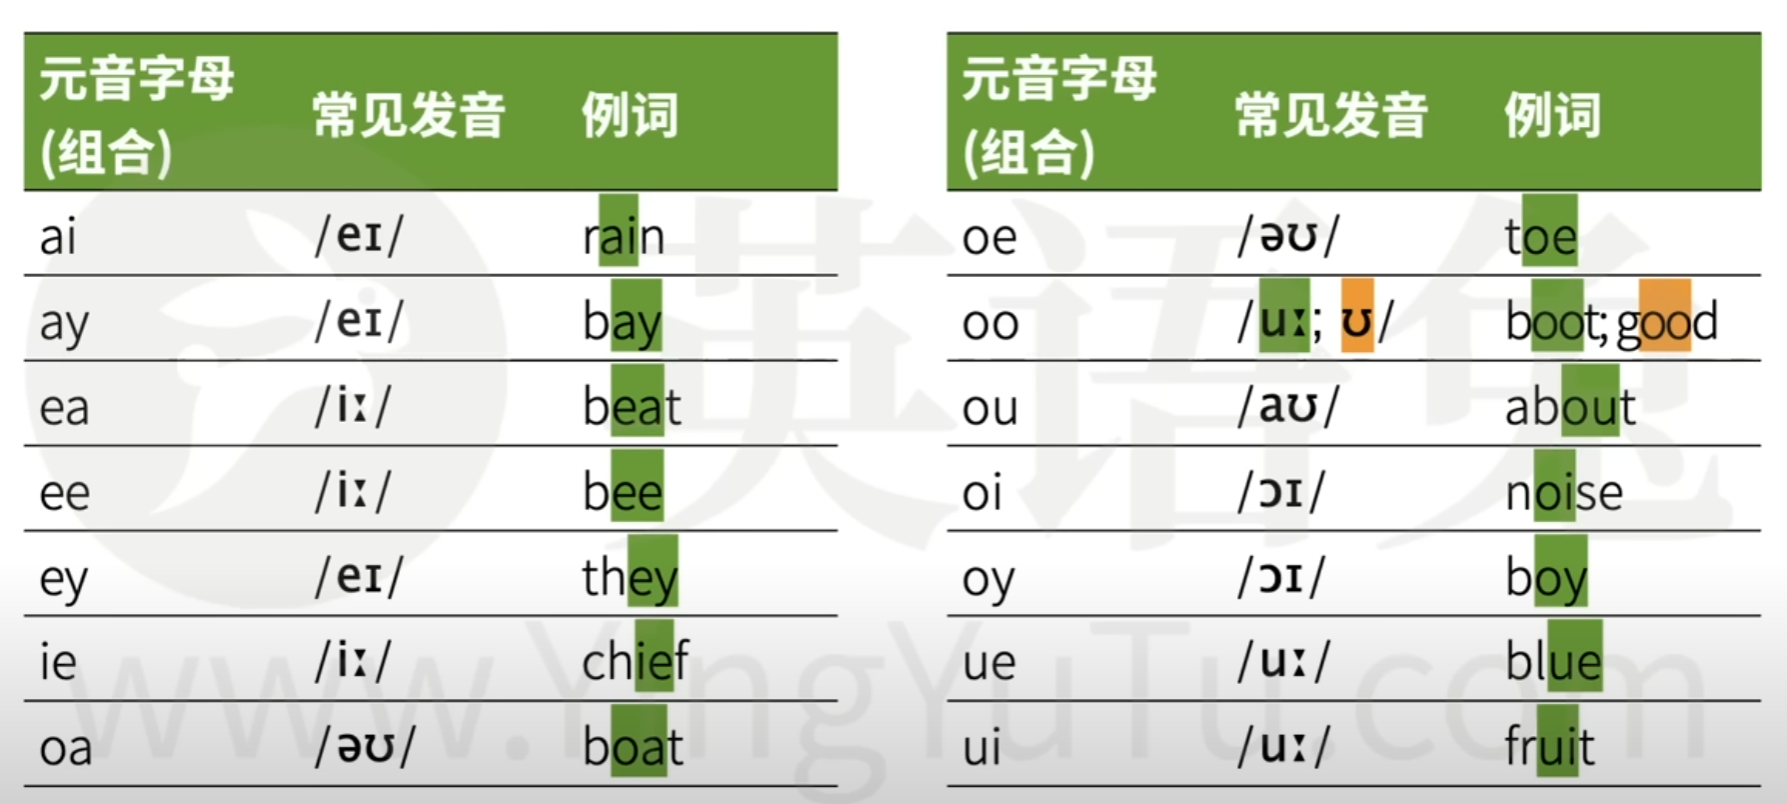 元音字母
(组合) 常见发音 例词
ai /eɪ/ rain
ay /eɪ/ bay
ea /iː/ beat
ee /iː/ bee
ey /eɪ/ they
ie /iː/ chief
oa /əʊ/ boat
元音字母
(组合) 常见发音 例词
oe /əʊ/ toe
oo /uː; ʊ/ boot; good
ou /aʊ/ about
oi /ɔɪ/ noise
oy /ɔɪ/ boy
ue /uː/ blue
ui /uː/ fruit
英语兔
www.YingYuTu.com